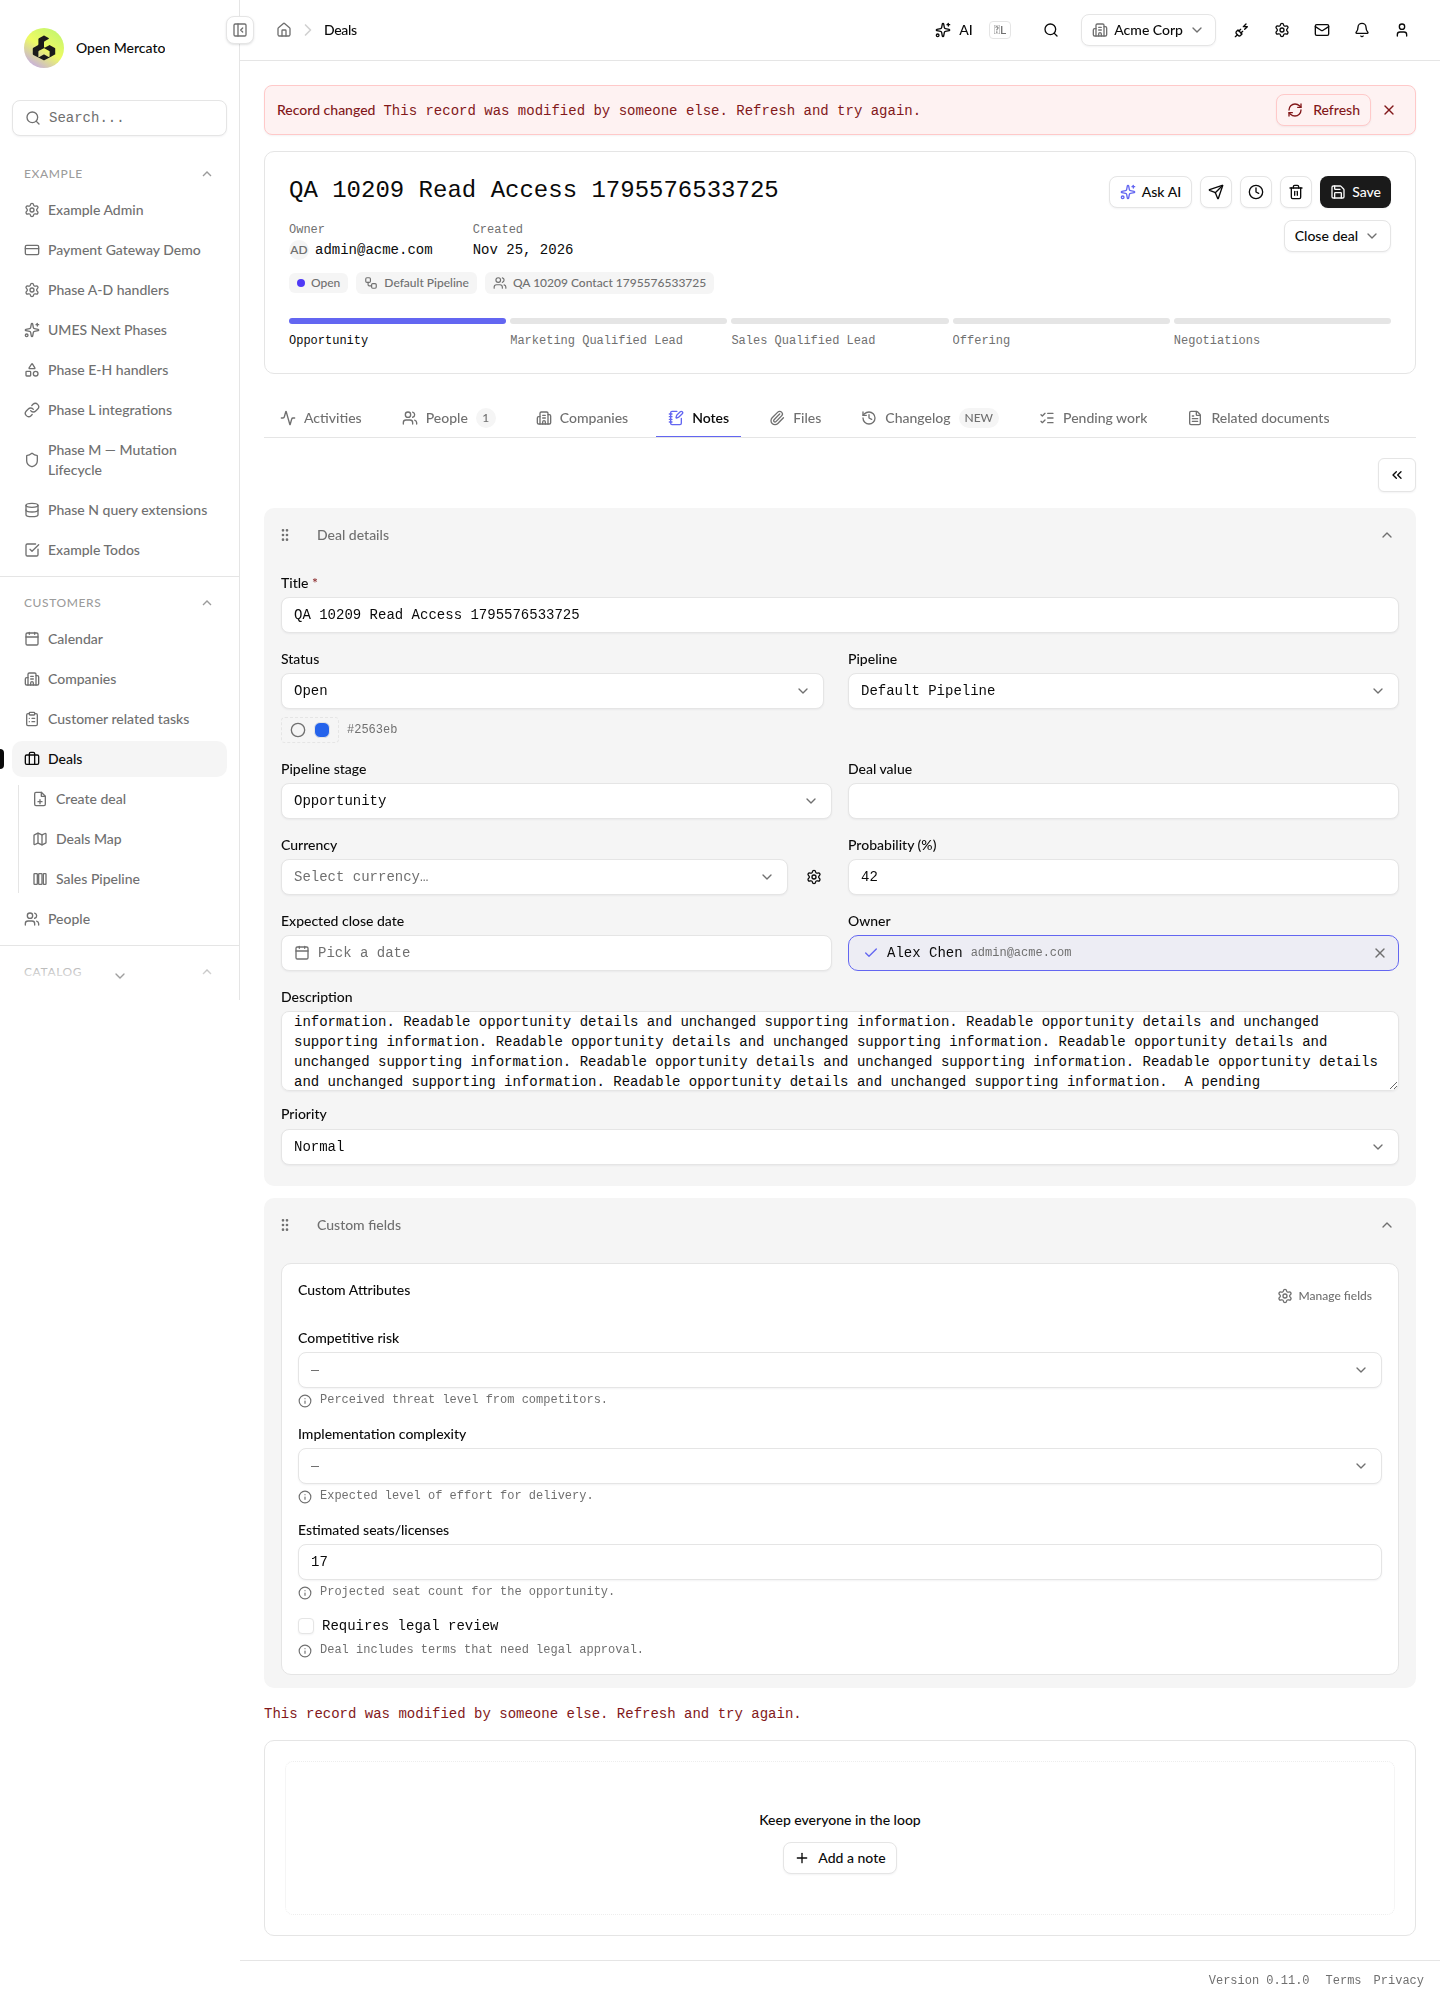 Open Mercato
Deals
AI
L
Acme Corp
Search...
Record changed This record was modified by someone else. Refresh and try again.
Refresh
EXAMPLE
Example Admin
Payment Gateway Demo
Phase A-D handlers
UMES Next Phases
Phase E-H handlers
Phase L integrations
Phase M — Mutation
Lifecycle
Phase N query extensions
Example Todos
CUSTOMERS
Calendar
Companies
Customer related tasks
Deals
Create deal
Deals Map
Sales Pipeline
People
CATALOG
QA 10209 Read Access 1795576533725
Ask AI
Save
Owner
Created
AD admin@acme.com
Nov 25, 2026
Close deal
Open
Default Pipeline
QA 10209 Contact 1795576533725
Opportunity
Marketing Qualified Lead
Sales Qualified Lead
Offering
Negotiations
Activities
People 1
Companies
Notes
Files
Changelog NEW
Pending work
Related documents
Deal details
Title *
QA 10209 Read Access 1795576533725
Status
Pipeline
Open
Default Pipeline
#2563eb
Pipeline stage
Deal value
Opportunity
Currency
Probability (%)
Select currency…
42
Expected close date
Owner
Pick a date
Alex Chen admin@acme.com
Description
information. Readable opportunity details and unchanged supporting information. Readable opportunity details and unchanged
supporting information. Readable opportunity details and unchanged supporting information. Readable opportunity details and
unchanged supporting information. Readable opportunity details and unchanged supporting information. Readable opportunity details
and unchanged supporting information. Readable opportunity details and unchanged supporting information.  A pending
Priority
Normal
Custom fields
Custom Attributes
Manage fields
Competitive risk
—
Perceived threat level from competitors.
Implementation complexity
—
Expected level of effort for delivery.
Estimated seats/licenses
17
Projected seat count for the opportunity.
Requires legal review
Deal includes terms that need legal approval.
This record was modified by someone else. Refresh and try again.
Keep everyone in the loop
Add a note
Version 0.11.0 Terms Privacy